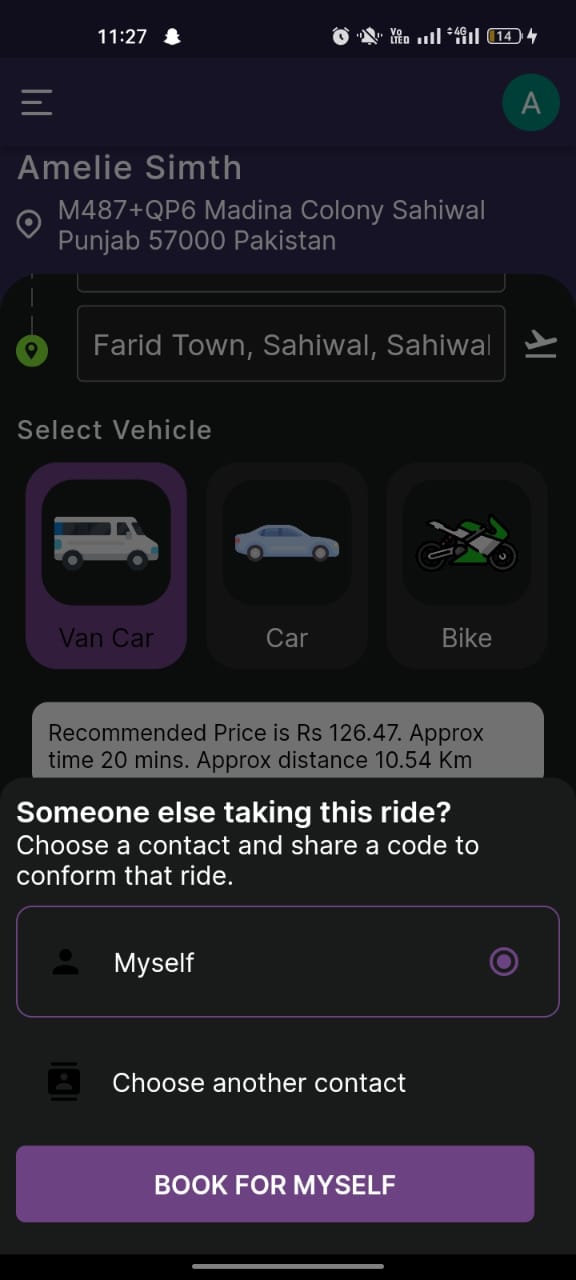 11:27
Vo
LTED
4G
14
A
Amelie Simth
M487+QP6 Madina Colony Sahiwal
Punjab 57000 Pakistan
Farid Town, Sahiwal, Sahiwal
Select Vehicle
Van Car
Car
Bike
Recommended Price is Rs 126.47. Approx
time 20 mins. Approx distance 10.54 Km
Someone else taking this ride?
Choose a contact and share a code to
conform that ride.
Myself
Choose another contact
BOOK FOR MYSELF